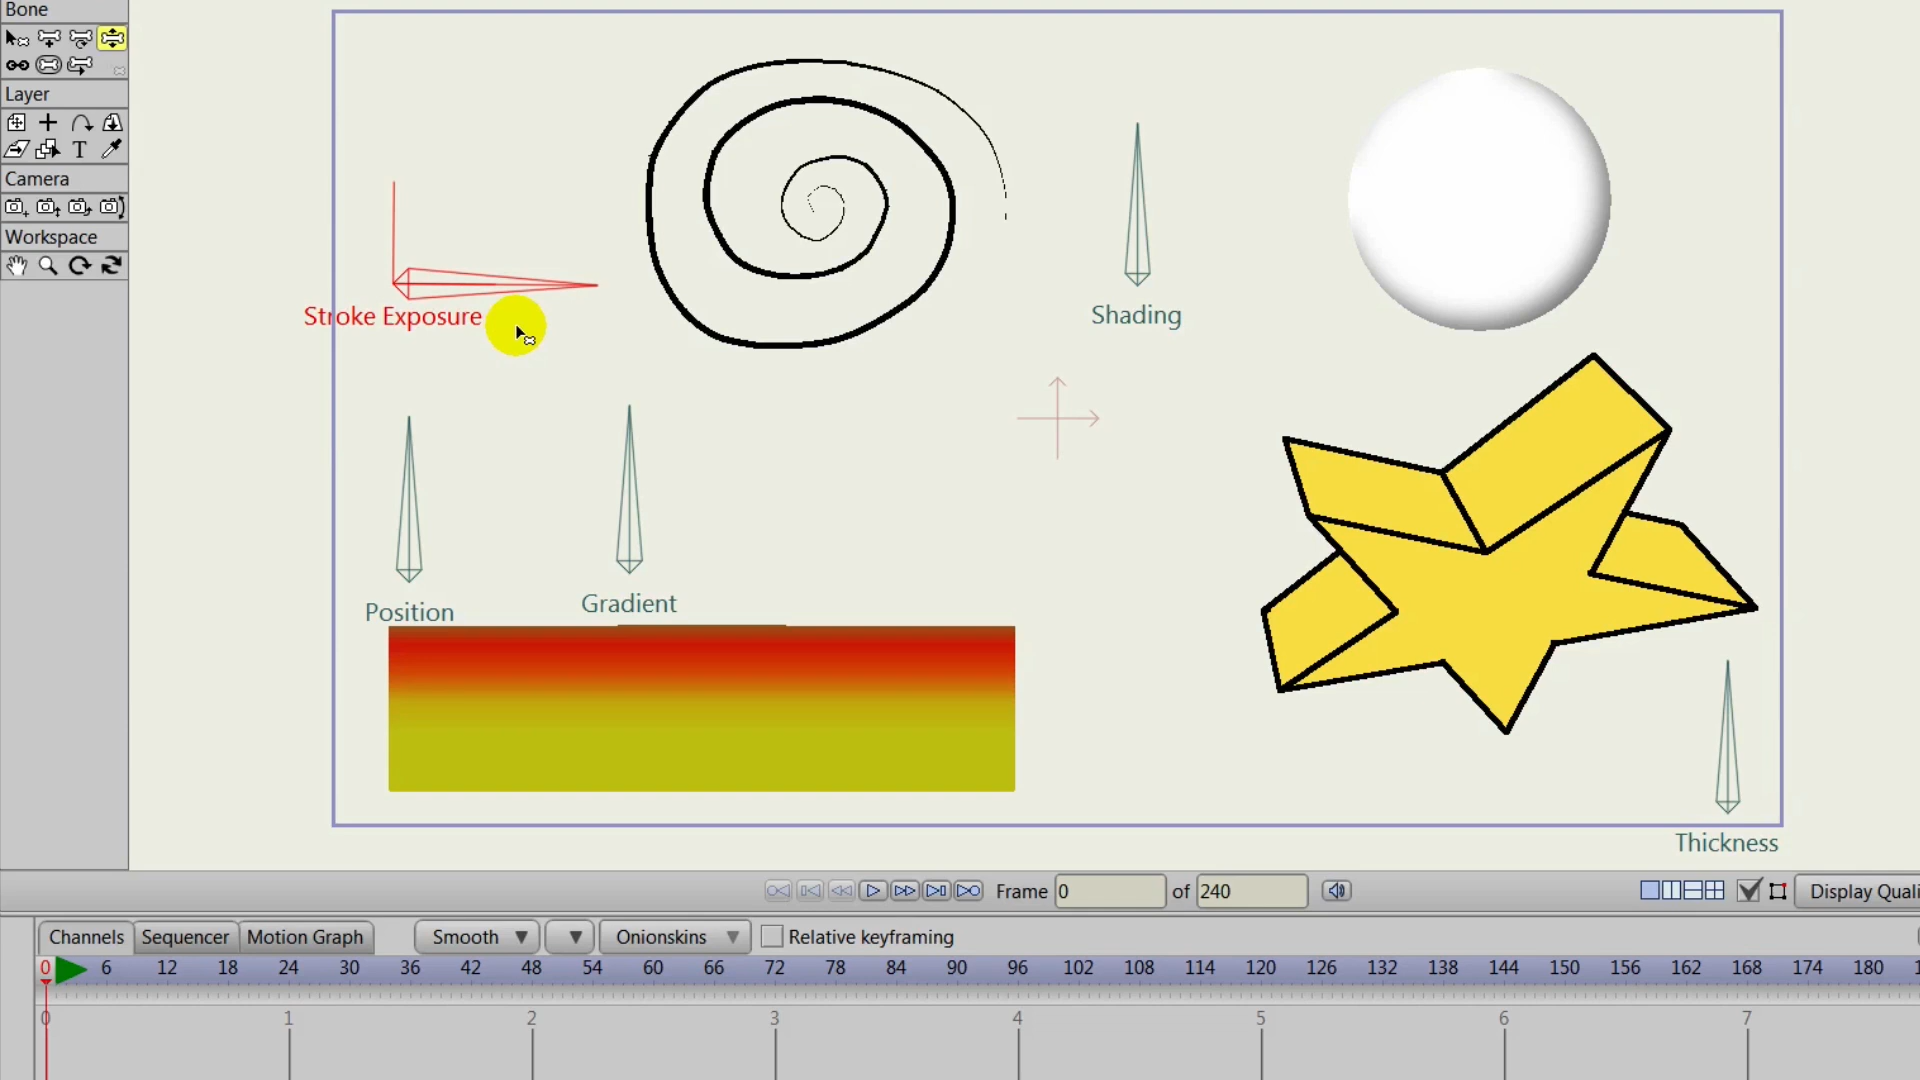 Bone
Layer
T
Camera
Workspace
Stroke Exposure
Shading
Position
Gradient
Thickness
Frame 0 of 240
Display Quali
Channels Sequencer Motion Graph Smooth Onionskins Relative keyframing
0 6 12 18 24 30 36 42 48 54 60 66 72 78 84 90 96 102 108 114 120 126 132 138 144 150 156 162 168 174 180
0 1 2 3 4 5 6 7